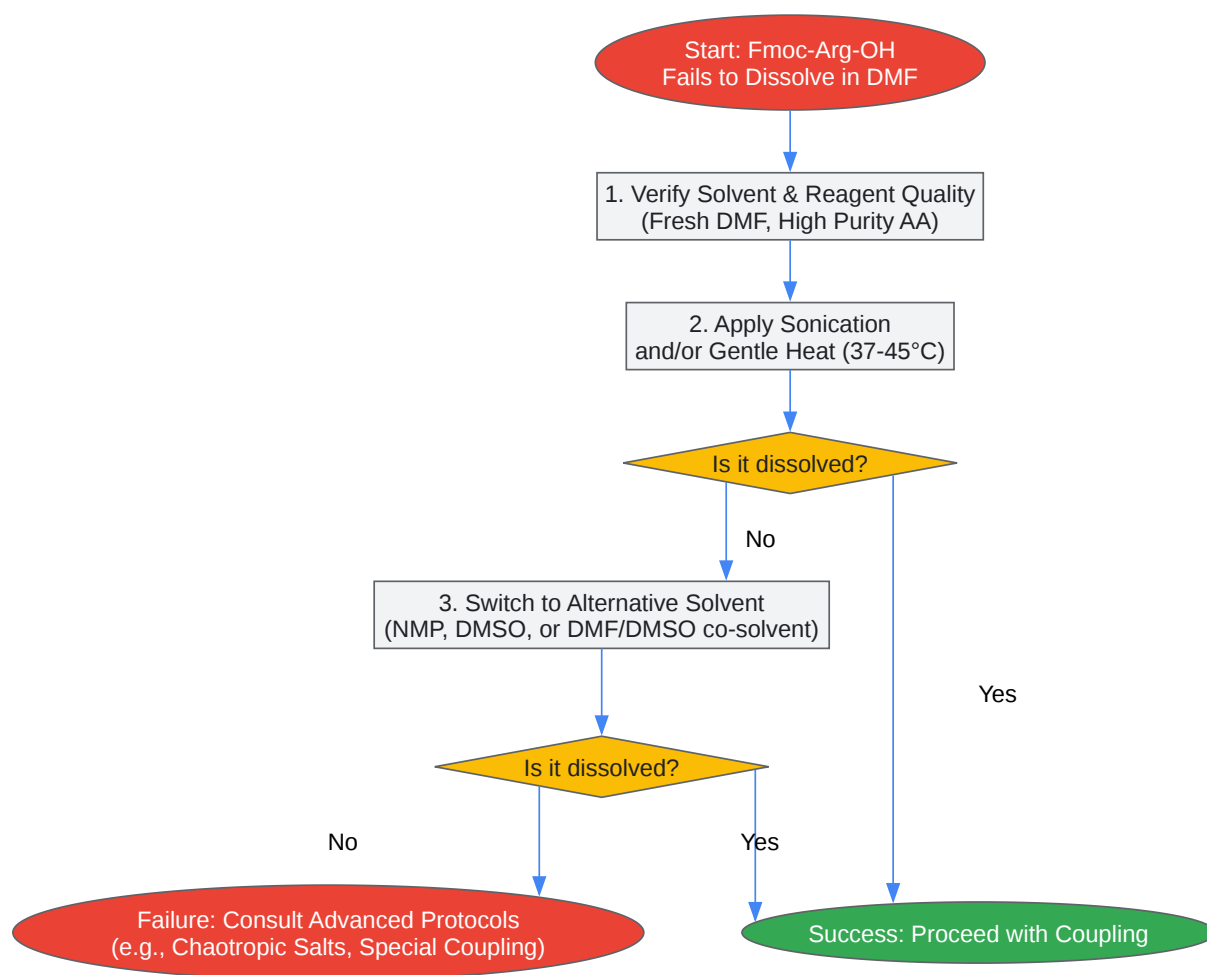 Start: Fmoc-Arg-OH
Fails to Dissolve in DMF
1. Verify Solvent & Reagent Quality
(Fresh DMF, High Purity AA)
2. Apply Sonication
and/or Gentle Heat (37-45°C)
Is it dissolved?
No
3. Switch to Alternative Solvent
(NMP, DMSO, or DMF/DMSO co-solvent)
Yes
Is it dissolved?
No
Yes
Failure: Consult Advanced Protocols
(e.g., Chaotropic Salts, Special Coupling)
Success: Proceed with Coupling